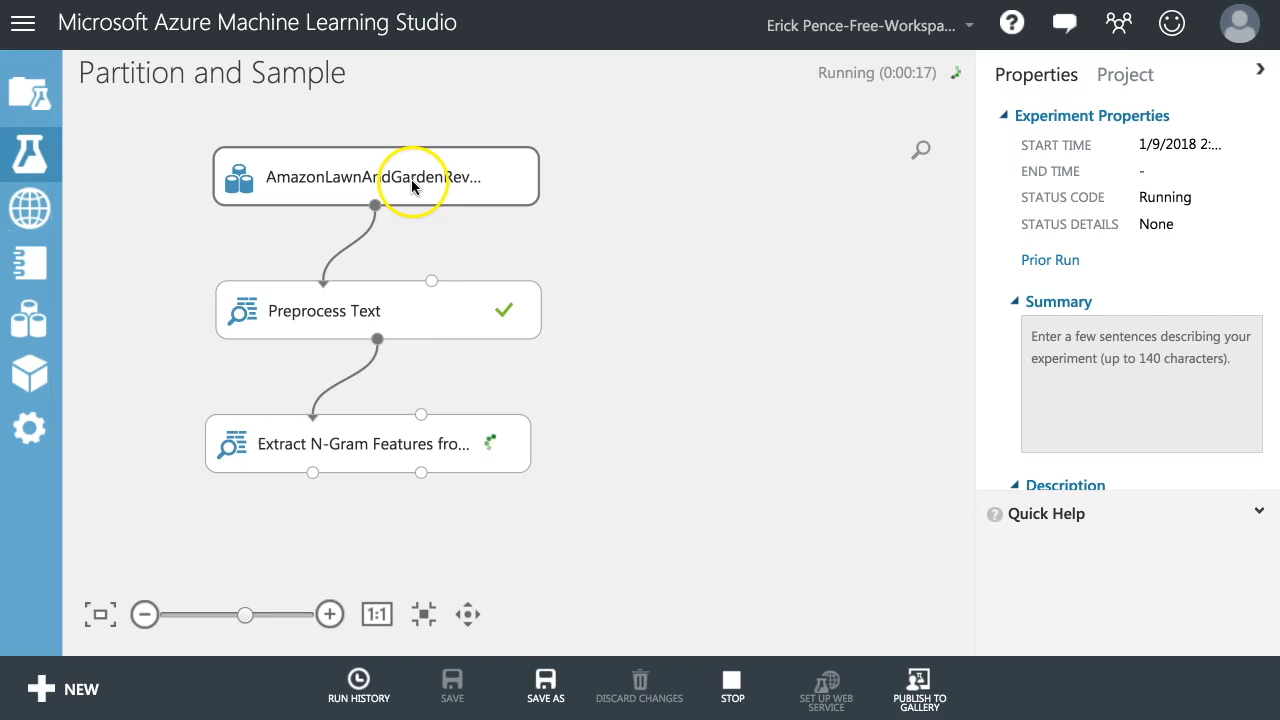 Microsoft Azure Machine Learning Studio
Erick Pence-Free-Workspa...
Partition and Sample
Running (0:00:17)
Properties
Project
Experiment Properties
START TIME 1/9/2018 2:...
END TIME -
STATUS CODE Running
STATUS DETAILS None
Prior Run
Summary
Enter a few sentences describing your
experiment (up to 140 characters).
Description
Quick Help
AmazonLawnAndGardenRev...
Preprocess Text
Extract N-Gram Features fro...
1:1
NEW
RUN HISTORY
SAVE
SAVE AS
DISCARD CHANGES
STOP
SET UP WEB
SERVICE
PUBLISH TO
GALLERY